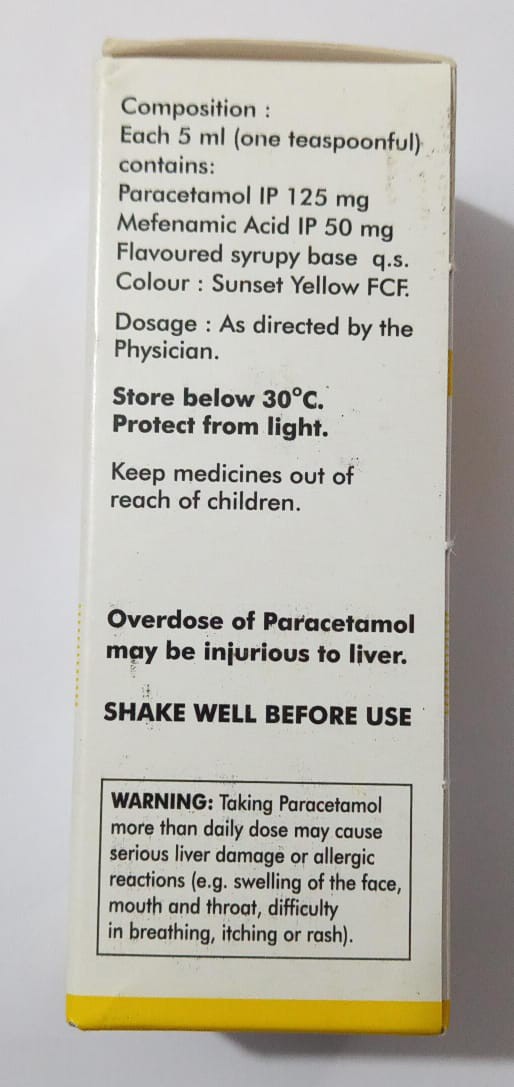 Composition :
Each 5 ml (one teaspoonful)
contains:
Paracetamol IP 125 mg
Mefenamic Acid IP 50 mg
Flavoured syrupy base q.s.
Colour : Sunset Yellow FCF.
Dosage : As directed by the
Physician.
Store below 30°C.
Protect from light.
Keep medicines out of
reach of children.
Overdose of Paracetamol
may be injurious to liver.
SHAKE WELL BEFORE USE
WARNING: Taking Paracetamol
more than daily dose may cause
serious liver damage or allergic
reactions (e.g. swelling of the face,
mouth and throat, difficulty
in breathing, itching or rash).